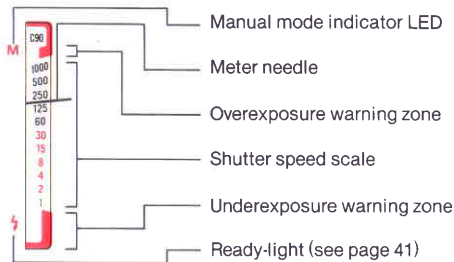 Manual mode indicator LED
C90
M
Meter needle
1000
500
250
125
60
30
15
8
4
2
1
Overexposure warning zone
Shutter speed scale
Underexposure warning zone
Ready-light (see page 41)